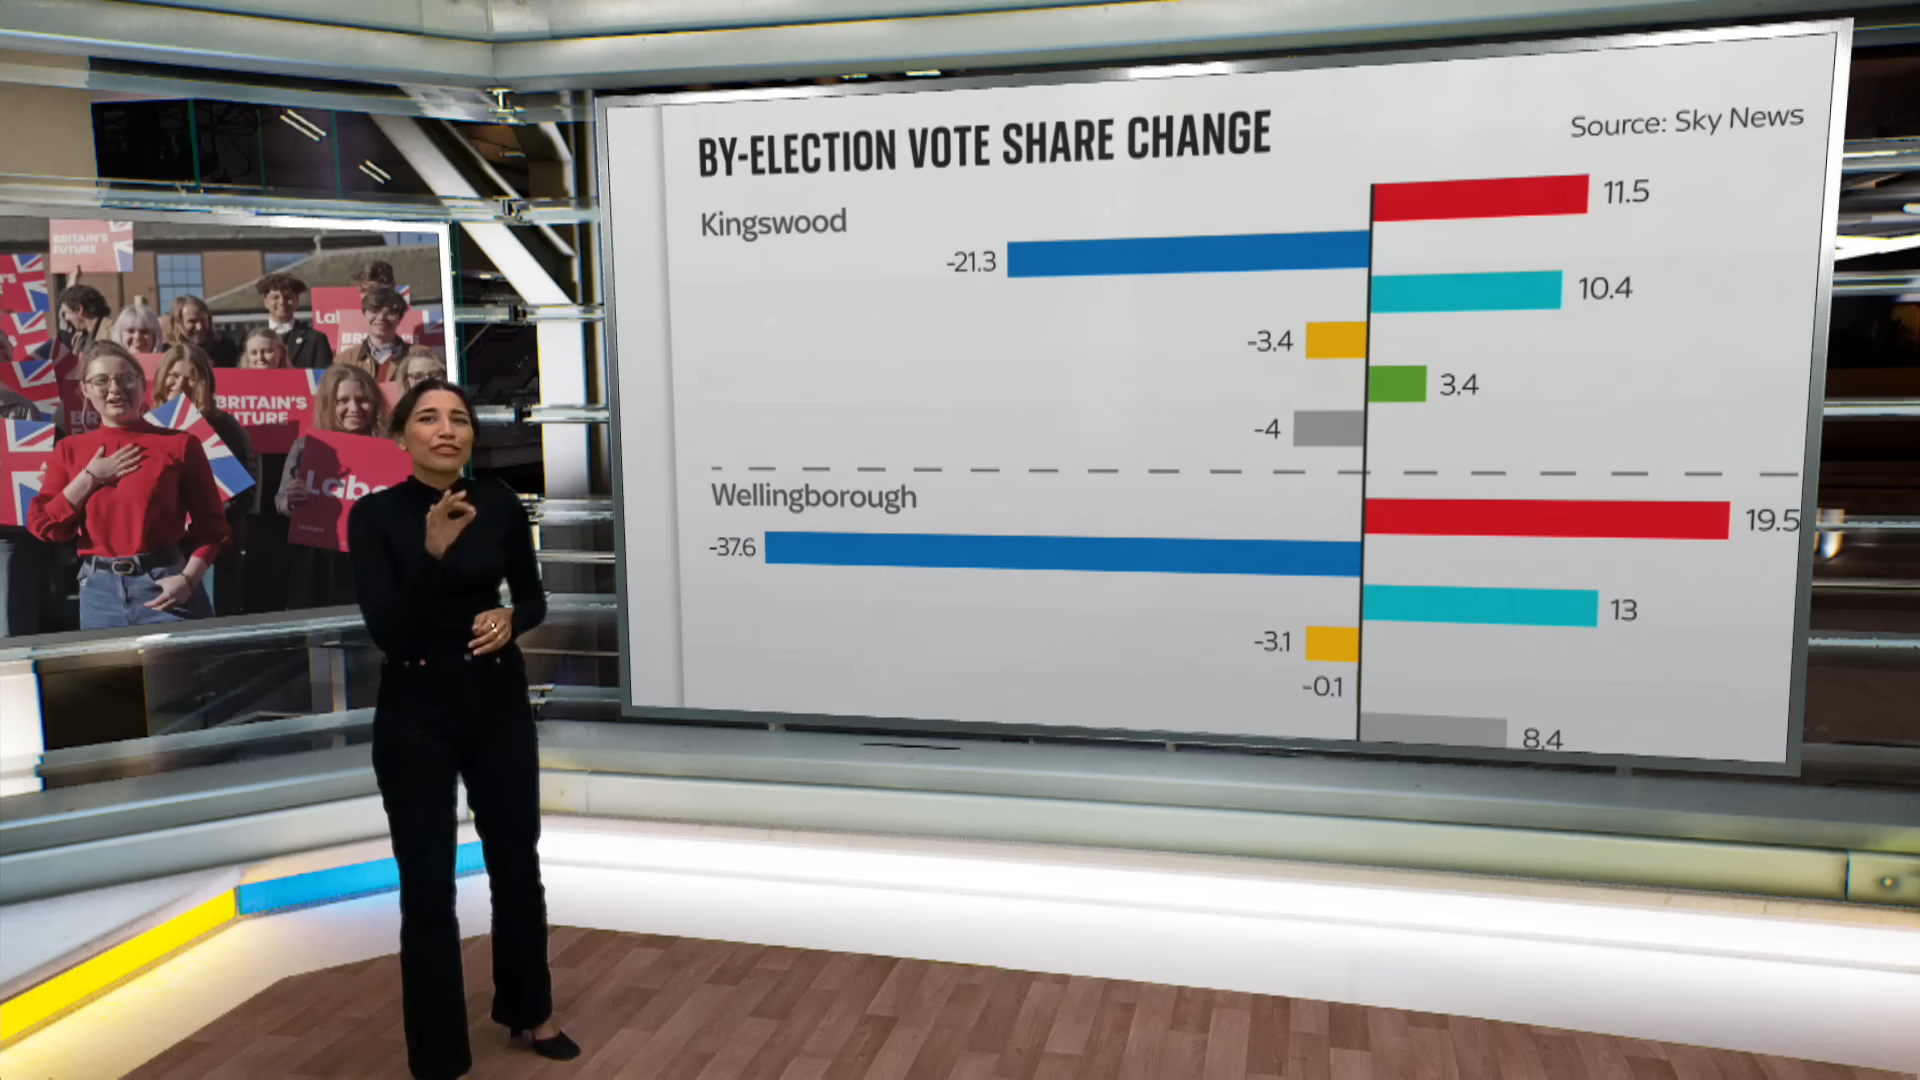 BY-ELECTION VOTE SHARE CHANGE
Source: Sky News
Kingswood
11.5
-21.3
10.4
-3.4
3.4
-4
Wellingborough
19.5
-37.6
13
-3.1
-0.1
8.4
BRITAIN'S
FUTURE
BRITAIN'S